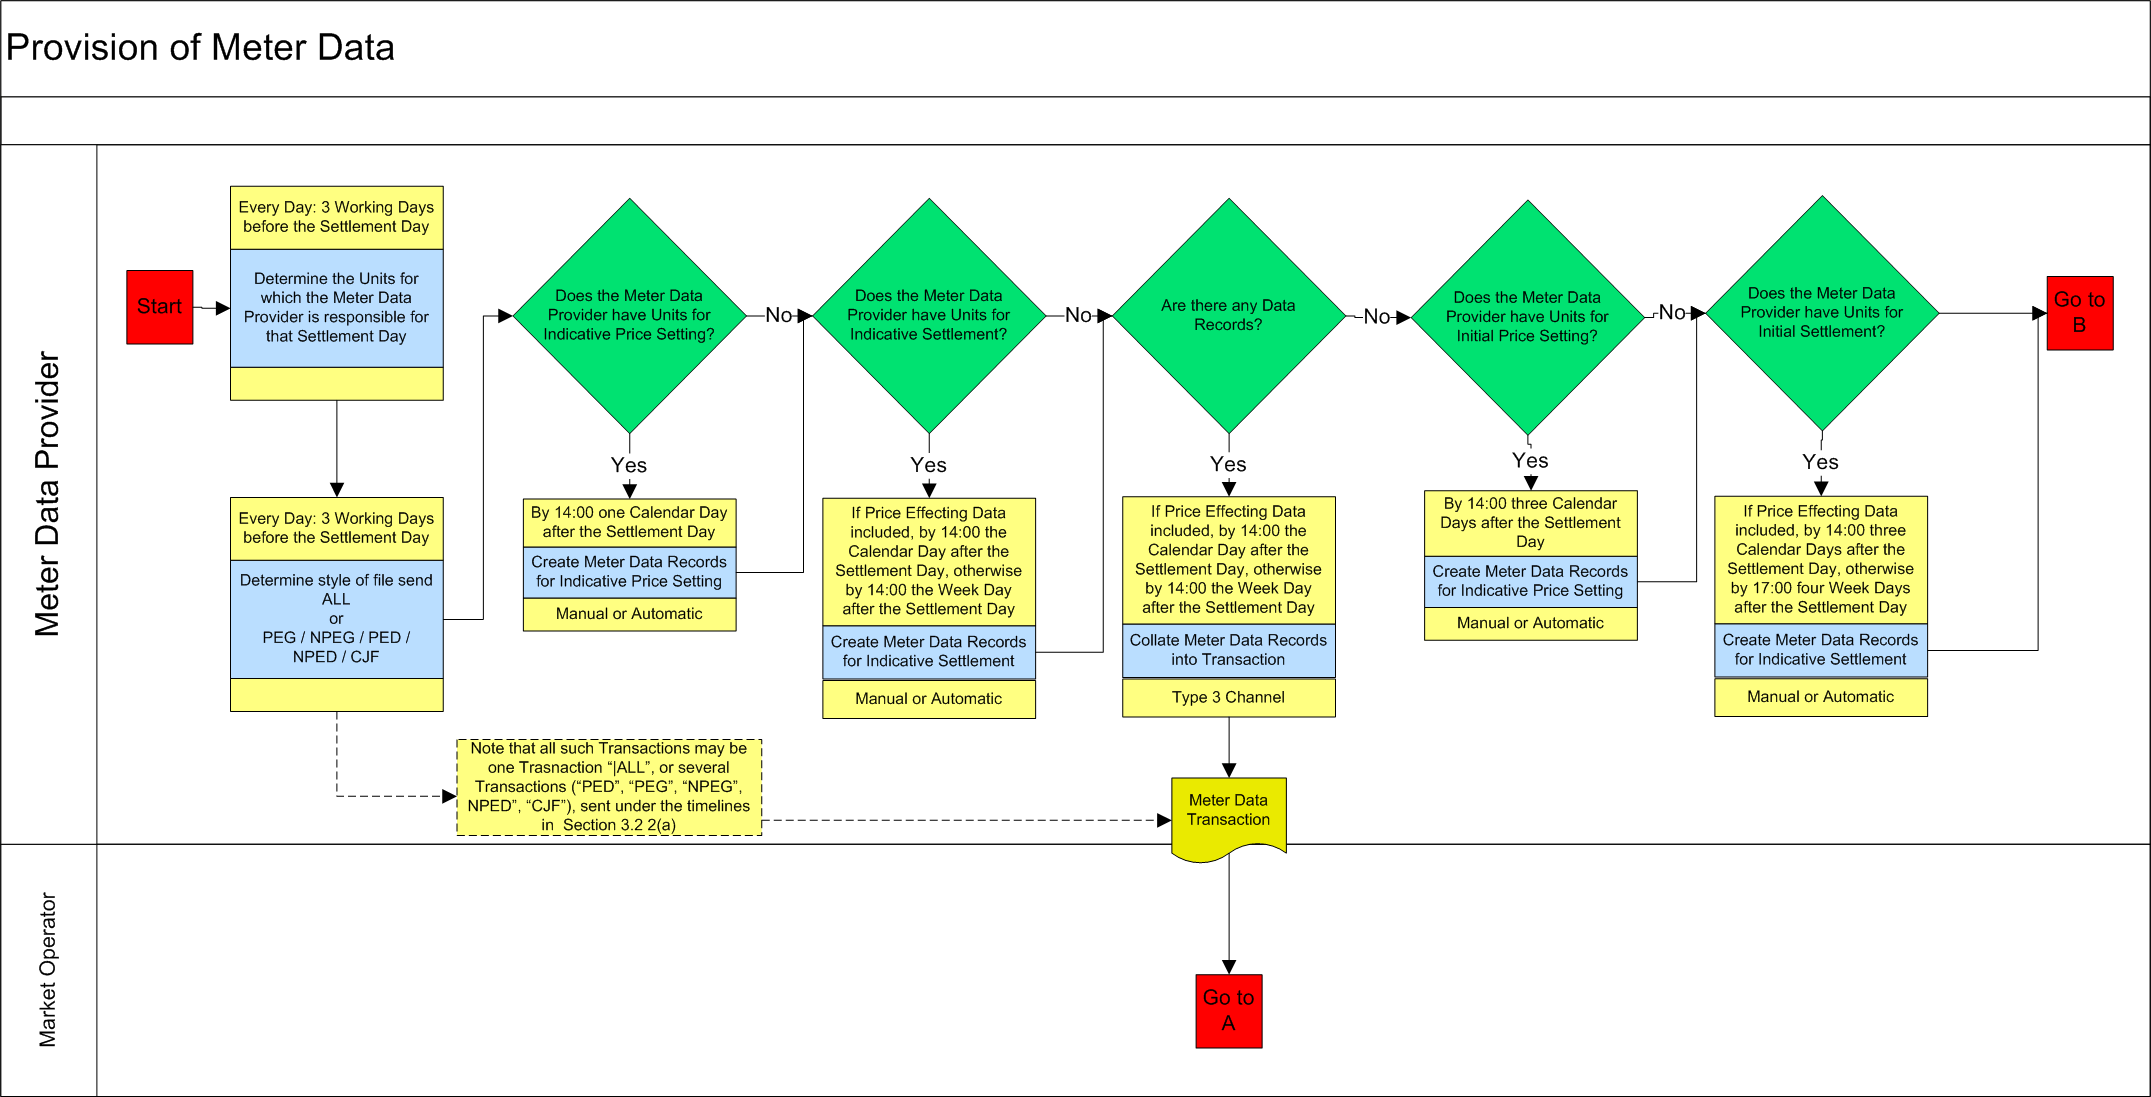 Provision of Meter Data
Meter Data Provider
Start
Every Day: 3 Working Days
before the Settlement Day
Determine the Units for
which the Meter Data
Provider is responsible for
that Settlement Day
Every Day: 3 Working Days
before the Settlement Day
Determine style of file send
ALL
or
PEG / NPEG / PED /
NPED / CJF
Note that all such Transactions may be
one Trasnaction “|ALL”, or several
Transactions (“PED”, “PEG”, “NPEG”,
NPED”, “CJF”), sent under the timelines
in  Section 3.2 2(a)
Does the Meter Data
Provider have Units for
Indicative Price Setting?
No
Yes
By 14:00 one Calendar Day
after the Settlement Day
Create Meter Data Records
for Indicative Price Setting
Manual or Automatic
Does the Meter Data
Provider have Units for
Indicative Settlement?
No
Yes
If Price Effecting Data
included, by 14:00 the
Calendar Day after the
Settlement Day, otherwise
by 14:00 the Week Day
after the Settlement Day
Create Meter Data Records
for Indicative Settlement
Manual or Automatic
Are there any Data
Records?
No
Yes
If Price Effecting Data
included, by 14:00 the
Calendar Day after the
Settlement Day, otherwise
by 14:00 the Week Day
after the Settlement Day
Collate Meter Data Records
into Transaction
Type 3 Channel
Meter Data
Transaction
Does the Meter Data
Provider have Units for
Initial Price Setting?
No
Yes
By 14:00 three Calendar
Days after the Settlement
Day
Create Meter Data Records
for Indicative Price Setting
Manual or Automatic
Does the Meter Data
Provider have Units for
Initial Settlement?
Yes
If Price Effecting Data
included, by 14:00 three
Calendar Days after the
Settlement Day, otherwise
by 17:00 four Week Days
after the Settlement Day
Create Meter Data Records
for Indicative Settlement
Manual or Automatic
Go to
B
Market Operator
Go to
A